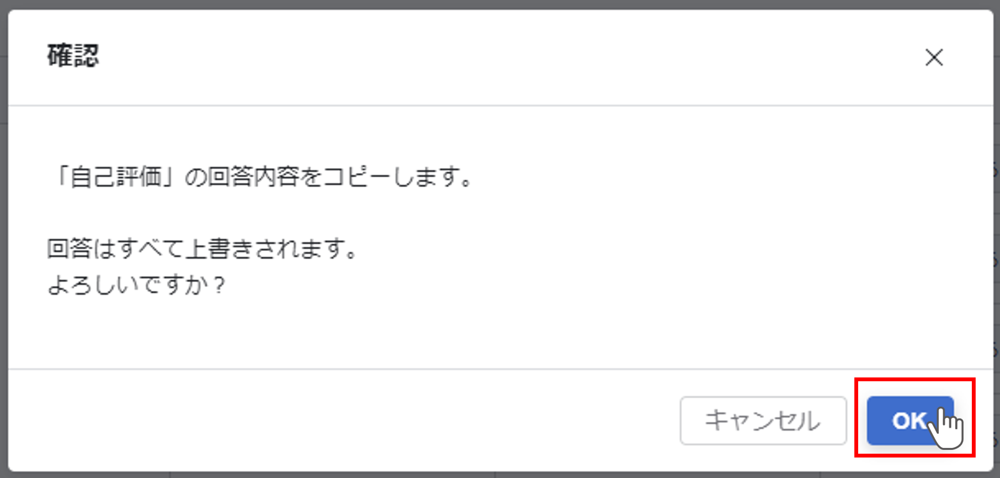 確認
「自己評価」の回答内容をコピーします。
回答はすべて上書きされます。
よろしいですか？
キャンセル
OK